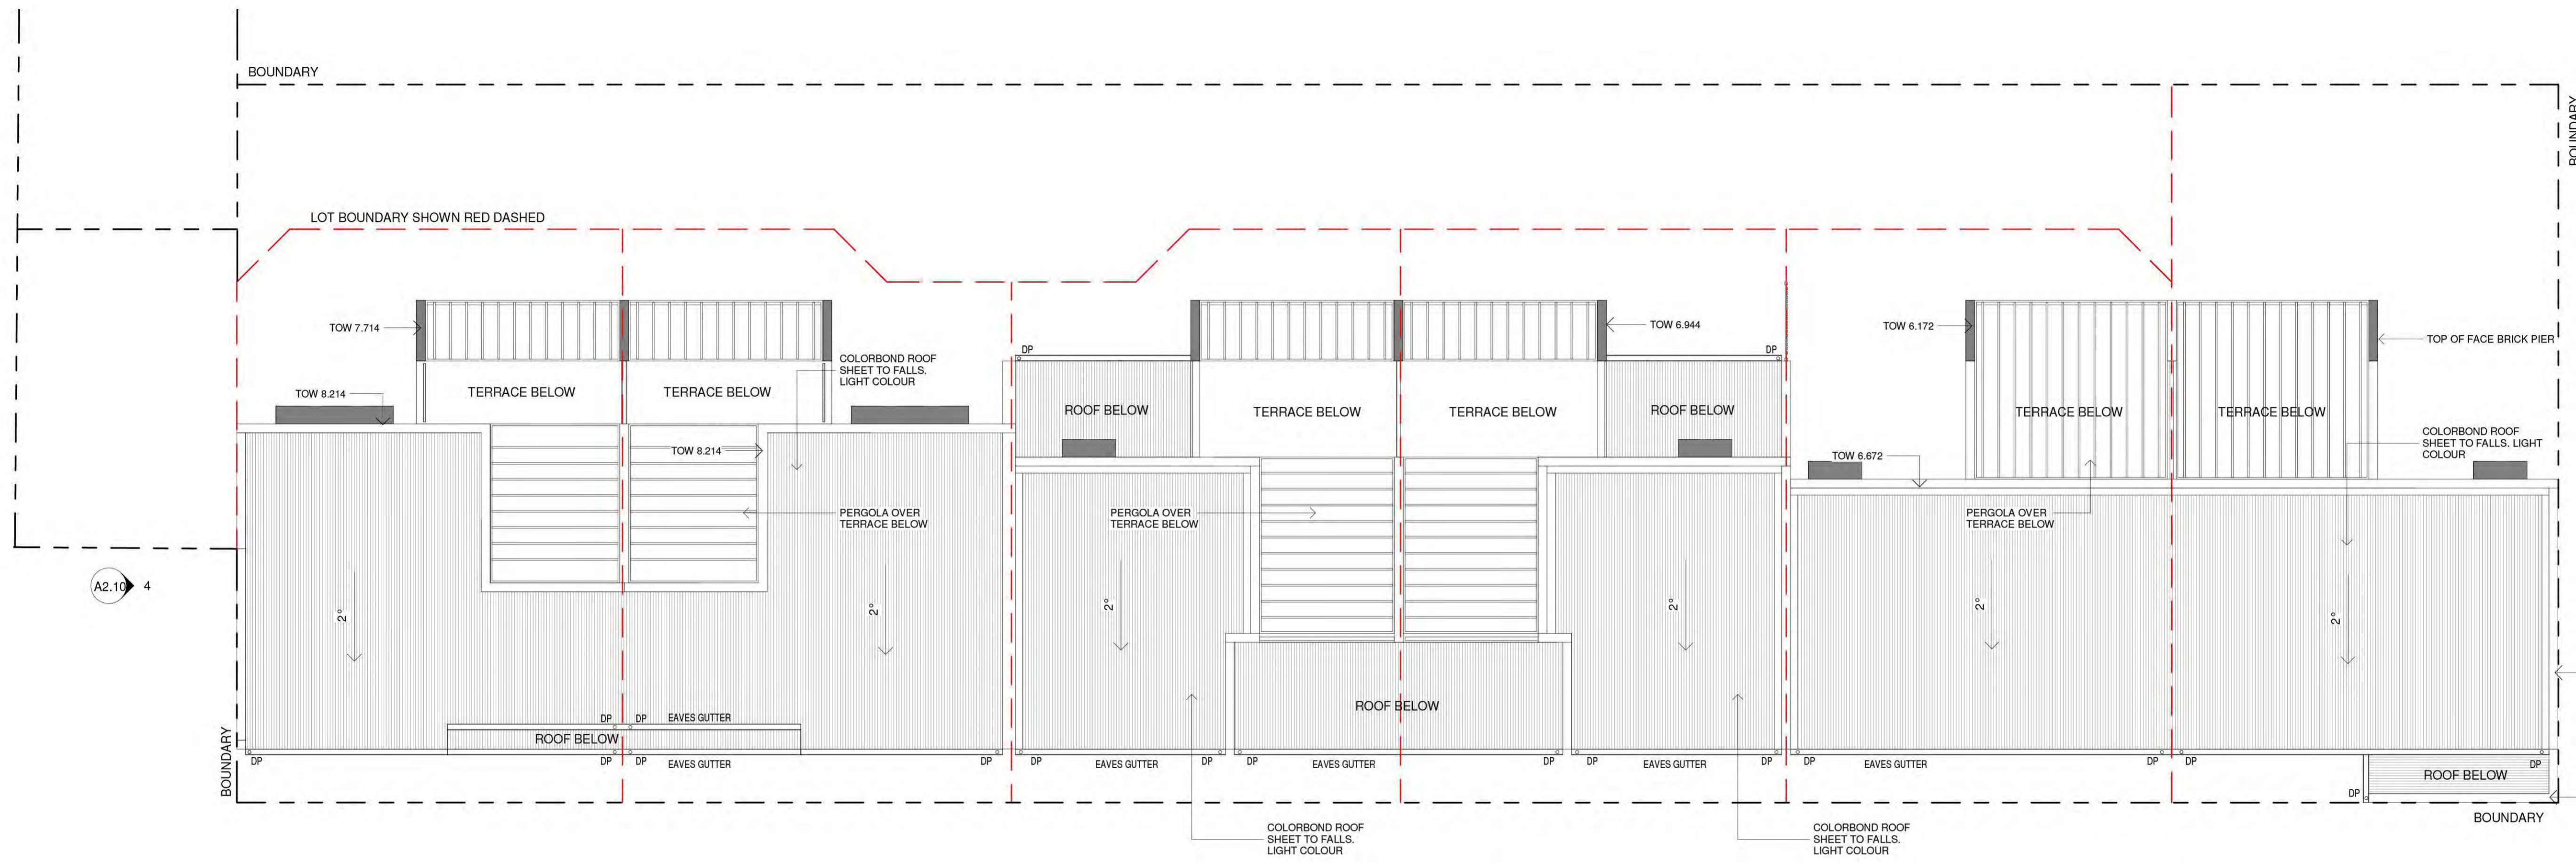 BOUNDARY
BOUNDARY
LOT BOUNDARY SHOWN RED DASHED
TOW 7.714
TOW 6.944
TOW 6.172
TOP OF FACE BRICK PIER
DP
DP
COLORBOND ROOF
SHEET TO FALLS.
LIGHT COLOUR
TOW 8.214
TERRACE BELOW
TERRACE BELOW
ROOF BELOW
TERRACE BELOW
TERRACE BELOW
ROOF BELOW
TERRACE BELOW
TERRACE BELOW
TOW 8.214
TOW 6.672
COLORBOND ROOF
SHEET TO FALLS. LIGHT
COLOUR
PERGOLA OVER
TERRACE BELOW
PERGOLA OVER
TERRACE BELOW
PERGOLA OVER
TERRACE BELOW
A2.10
4
2°
2°
2°
2°
2°
2°
ROOF BELOW
DP
DP
EAVES GUTTER
ROOF BELOW
BOUNDARY
DP
DP
DP
EAVES GUTTER
DP
DP
EAVES GUTTER
DP
DP
EAVES GUTTER
DP
DP
EAVES GUTTER
DP
DP
EAVES GUTTER
DP
DP
DP
ROOF BELOW
DP
BOUNDARY
COLORBOND ROOF
SHEET TO FALLS.
LIGHT COLOUR
COLORBOND ROOF
SHEET TO FALLS.
LIGHT COLOUR